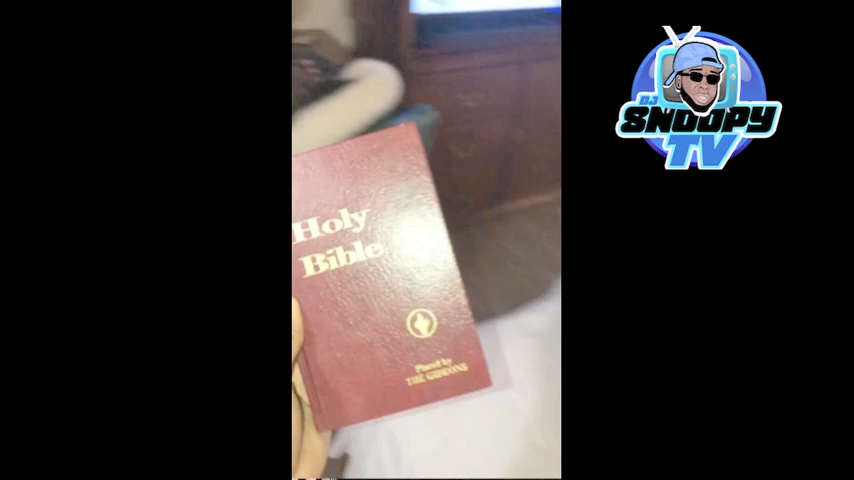 Holy
Bible
Placed by
THE GIDEONS
DJ
SNOOPY
TV